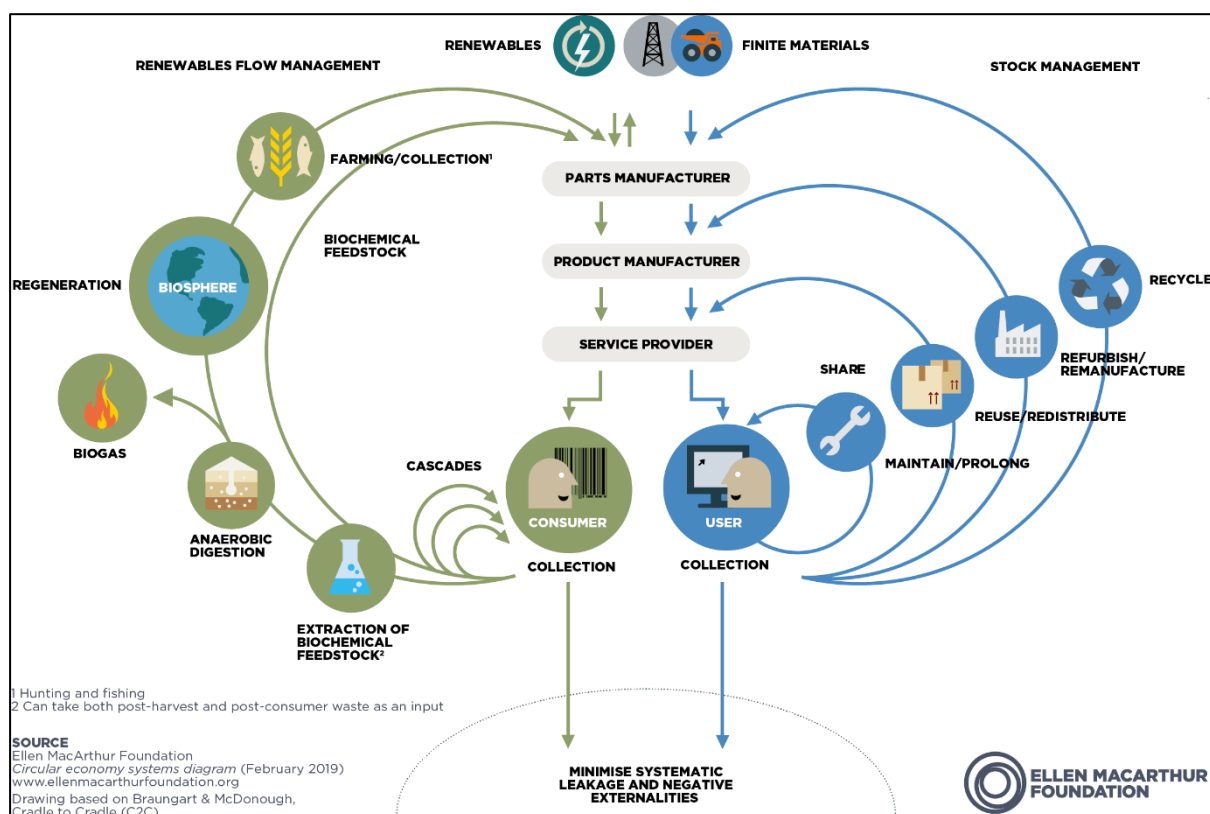 RENEWABLES
FINITE MATERIALS
RENEWABLES FLOW MANAGEMENT
STOCK MANAGEMENT
FARMING/COLLECTION¹
PARTS MANUFACTURER
BIOCHEMICAL
FEEDSTOCK
PRODUCT MANUFACTURER
REGENERATION
BIOSPHERE
RECYCLE
SERVICE PROVIDER
SHARE
REFURBISH/
REMANUFACTURE
REUSE/REDISTRIBUTE
BIOGAS
CASCADES
MAINTAIN/PROLONG
CONSUMER
USER
ANAEROBIC
DIGESTION
COLLECTION
COLLECTION
EXTRACTION OF
BIOCHEMICAL
FEEDSTOCK²
1 Hunting and fishing
2 Can take both post-harvest and post-consumer waste as an input
SOURCE
Ellen MacArthur Foundation
Circular economy systems diagram (February 2019)
www.ellenmacarthurfoundation.org
Drawing based on Braungart & McDonough,
Cradle to Cradle (C2C)
MINIMISE SYSTEMATIC
LEAKAGE AND NEGATIVE
EXTERNALITIES
ELLEN MACARTHUR
FOUNDATION